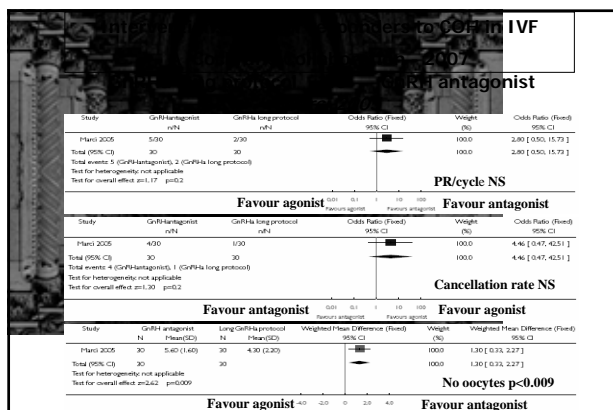 Interventions for poor responders to COH in IVF
2007
GnRH antagonist
Study GnRHantagonist GnRHa long protocol Odds Ratio (Fixed) Weight Odds Ratio (Fixed)
n/N n/N 95% CI (%) 95% CI
Marci 2005 5/30 2/30 100.0 2.80 [ 0.50, 15.73 ]
Total (95% CI) 30 30 100.0 2.80 [ 0.50, 15.73 ]
Total events: 5 (GnRHantagonist), 2 (GnRHa long protocol)
Test for heterogeneity: not applicable
Test for overall effect z=1.17 p=0.2
PR/cycle NS
0.01 0.1 1 10 100
Favour agonist Favours agonist Favours antagonist Favour antagonist
Study GnRHantagonist GnRHa long protocol Odds Ratio (Fixed) Weight Odds Ratio (Fixed)
n/N n/N 95% CI (%) 95% CI
Marci 2005 4/30 1/30 100.0 4.46 [ 0.47, 42.51 ]
Total (95% CI) 30 30 100.0 4.46 [ 0.47, 42.51 ]
Total events: 4 (GnRHantagonist), 1 (GnRHa long protocol)
Test for heterogeneity: not applicable
Test for overall effect z=1.30 p=0.2
Cancellation rate NS
0.1 1 10 100
Favour antagonist Favour agonist
Study GnRH antagonist Long GnRHa protocol Weighted Mean Difference (Fixed) Weight Weighted Mean Difference (Fixed)
N Mean(SD) N Mean(SD) 95% CI (%) 95% CI
Marci 2005 30 5.60 (1.60) 30 4.30 (2.20) 100.0 1.30 [ 0.33, 2.27 ]
Total (95% CI) 30 30 100.0 1.30 [ 0.33, 2.27 ]
Test for heterogeneity: not applicable
Test for overall effect z=2.62 p=0.009
No oocytes p<0.009
Favour agonist -4.0 -2.0 0 2.0 4.0 Favour antagonist